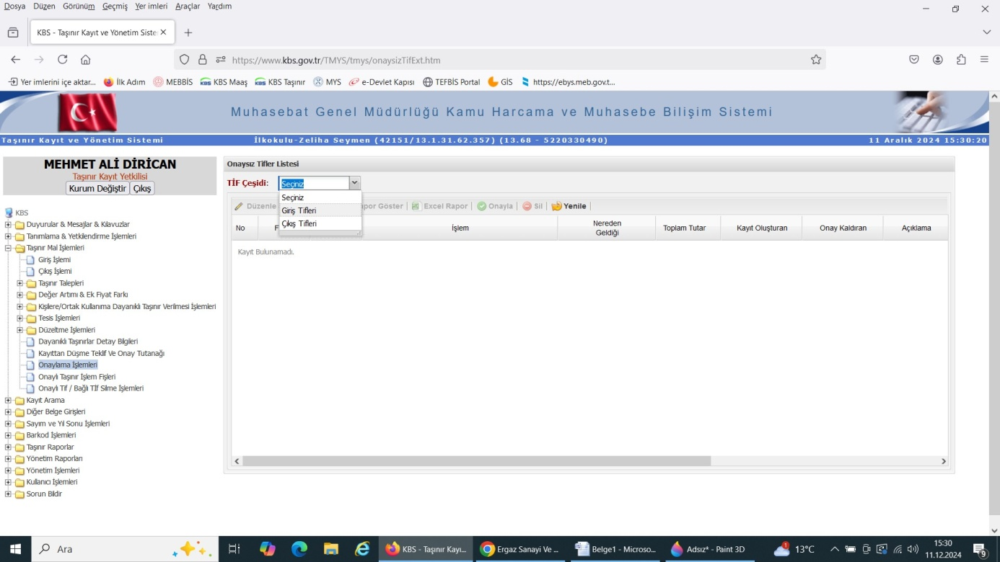 Dosya Düzen Görünüm Geçmiş Yer imleri Araçlar Yardım
KBS - Taşınır Kayıt ve Yönetim Siste
https://www.kbs.gov.tr/TMYS/tmys/onaysizTifExt.htm
Yer imlerini içe aktar... İlk Adım MEBBİS KBS Maaş KBS Taşınır MYS e-Devlet Kapısı TEFBİS Portal GİS https://ebys.meb.gov.t...
Muhasebat Genel Müdürlüğü Kamu Harcama ve Muhasebe Bilişim Sistemi
Taşınır Kayıt ve Yönetim Sistemi İlkokulu-Zeliha Seymen (42151/13.1.31.62.357) (13.68 - 5220330490) 11 Aralık 2024 15:30:20
MEHMET ALİ DİRİCAN
Taşınır Kayıt Yetkilisi
Kurum Değiştir Çıkış
KBS
Duyurular & Mesajlar & Kılavuzlar
Tanımlama & Yetkilendirme İşlemleri
Taşınır Mal İşlemleri
Giriş İşlemi
Çıkış İşlemi
Taşınır Talepleri
Değer Artımı & Ek Fiyat Farkı
Kişilere/Ortak Kullanıma Dayanıklı Taşınır Verilmesi İşlemleri
Tesis İşlemleri
Düzeltme İşlemleri
Dayanıklı Taşınırlar Detay Bilgileri
Kayıttan Düşme Teklif Ve Onay Tutanağı
Onaylama İşlemleri
Onaylı Taşınır İşlem Fişleri
Onaylı Tif / Bağlı Tİf Silme İşlemleri
Kayıt Arama
Diğer Belge Girişleri
Sayım ve Yıl Sonu İşlemleri
Barkod İşlemleri
Taşınır Raporlar
Yönetim Raporları
Yönetim İşlemleri
Kullanıcı İşlemleri
Sorun Bildir
Onaysız Tifler Listesi
TİF Çeşidi: Seçiniz
Seçiniz
Giriş Tifleri
Çıkış Tifleri
Düzenle por Göster Excel Rapor Onayla Sil Yenile
No F İşlem Nereden Geldiği Toplam Tutar Kayıt Oluşturan Onay Kaldıran Açıklama
Kayıt Bulunamadı.
Ara
KBS - Taşınır Kayı... Ergaz Sanayi Ve ... Belge1 - Microso... Adsız* - Paint 3D
1 13°C
15:30
11.12.2024
9